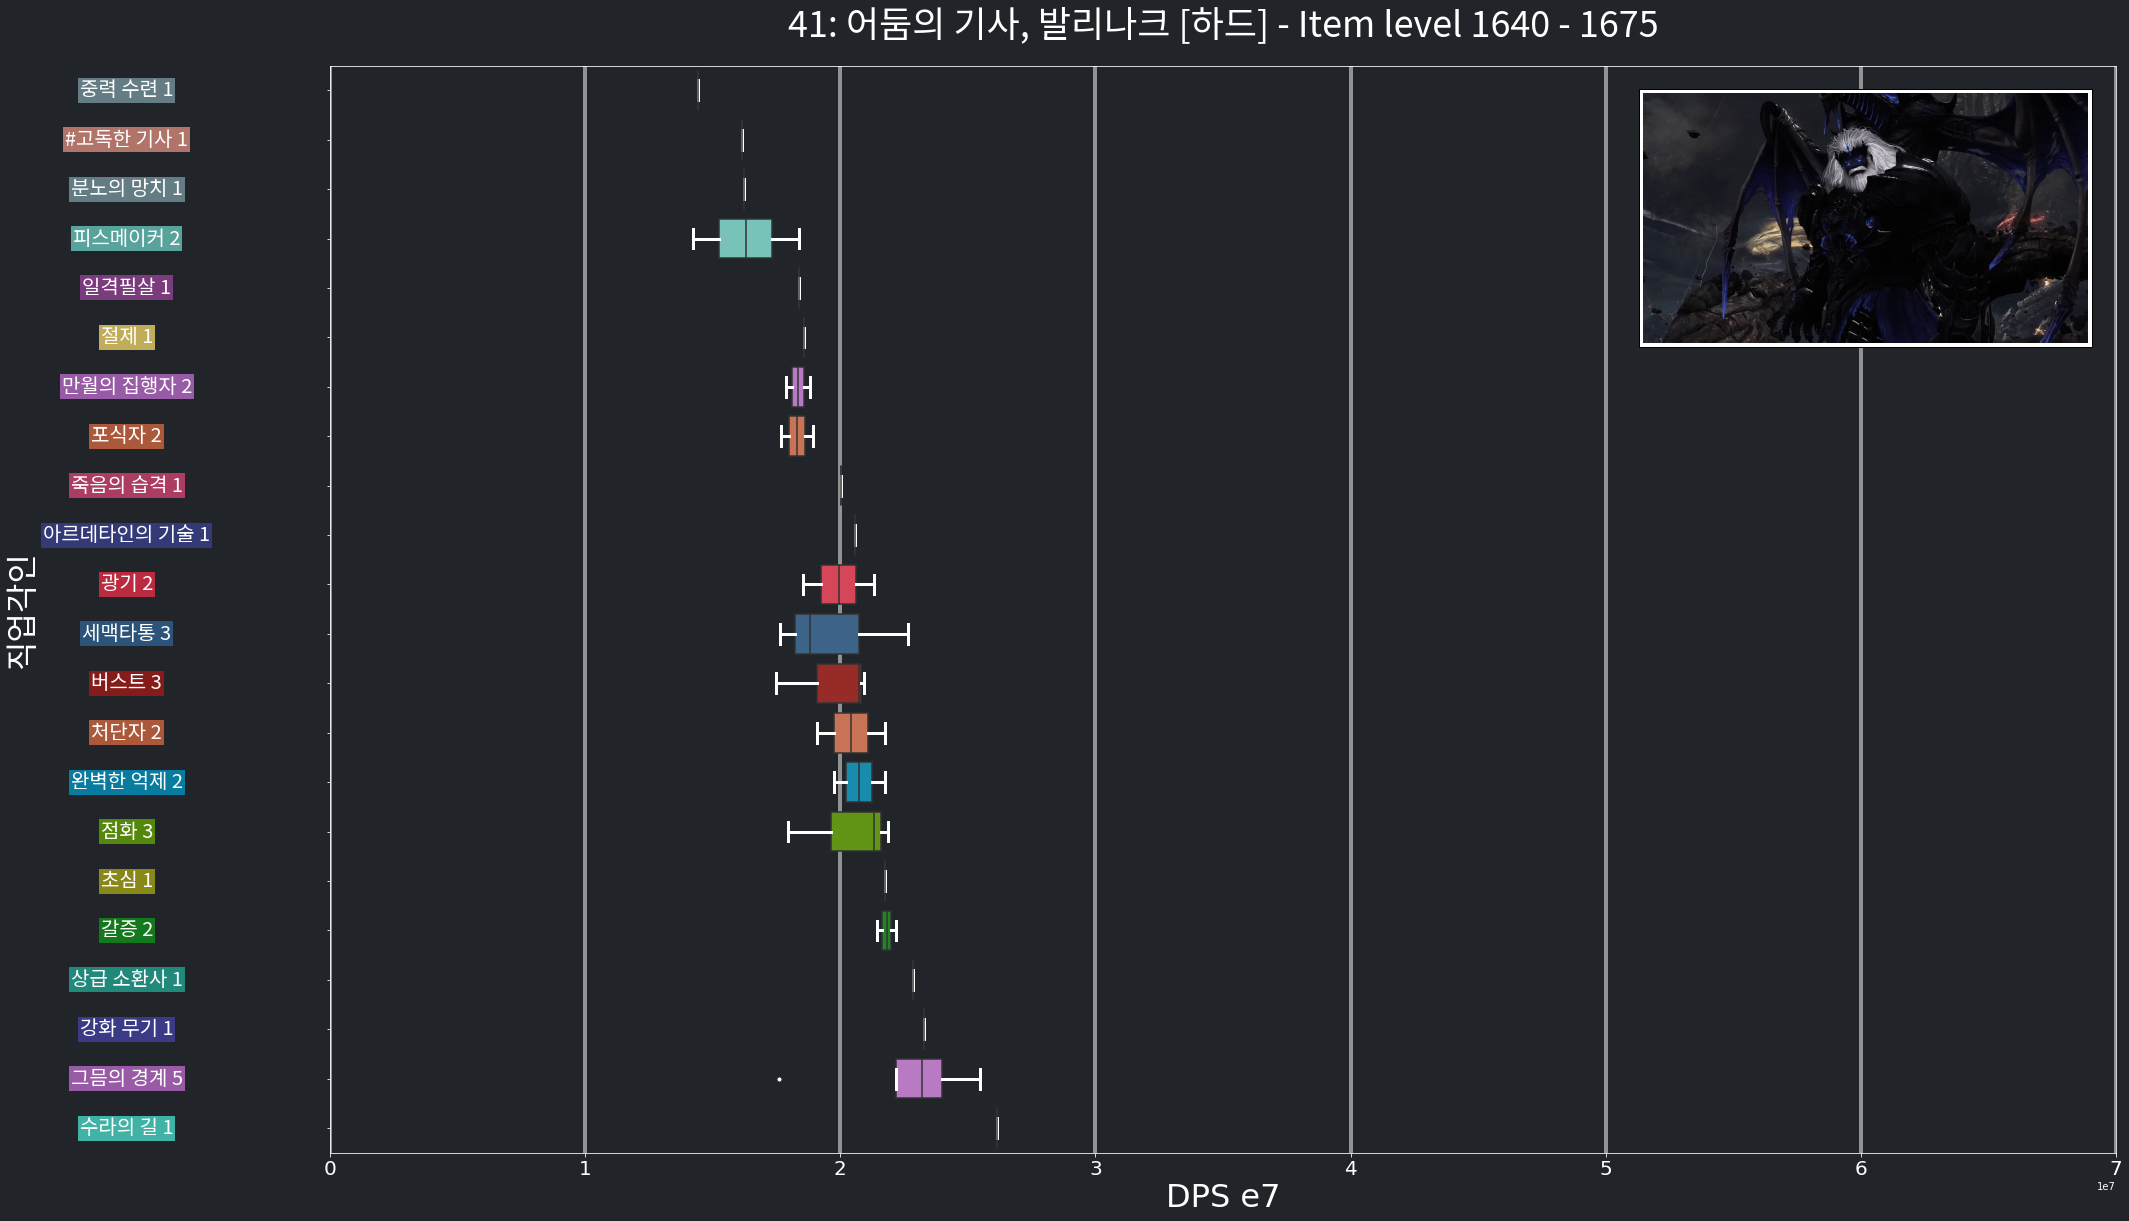 41: 어둠의 기사, 발리나크 [하드] - Item level 1640 - 1675
직업각인
중력 수련 1
#고독한 기사 1
분노의 망치 1
피스메이커 2
일격필살 1
절제 1
만월의 집행자 2
포식자 2
죽음의 습격 1
아르데타인의 기술 1
광기 2
세맥타통 3
버스트 3
처단자 2
완벽한 억제 2
점화 3
초심 1
갈증 2
상급 소환사 1
강화 무기 1
그믐의 경계 5
수라의 길 1
0 1 2 3 4 5 6 7
1e7
DPS e7